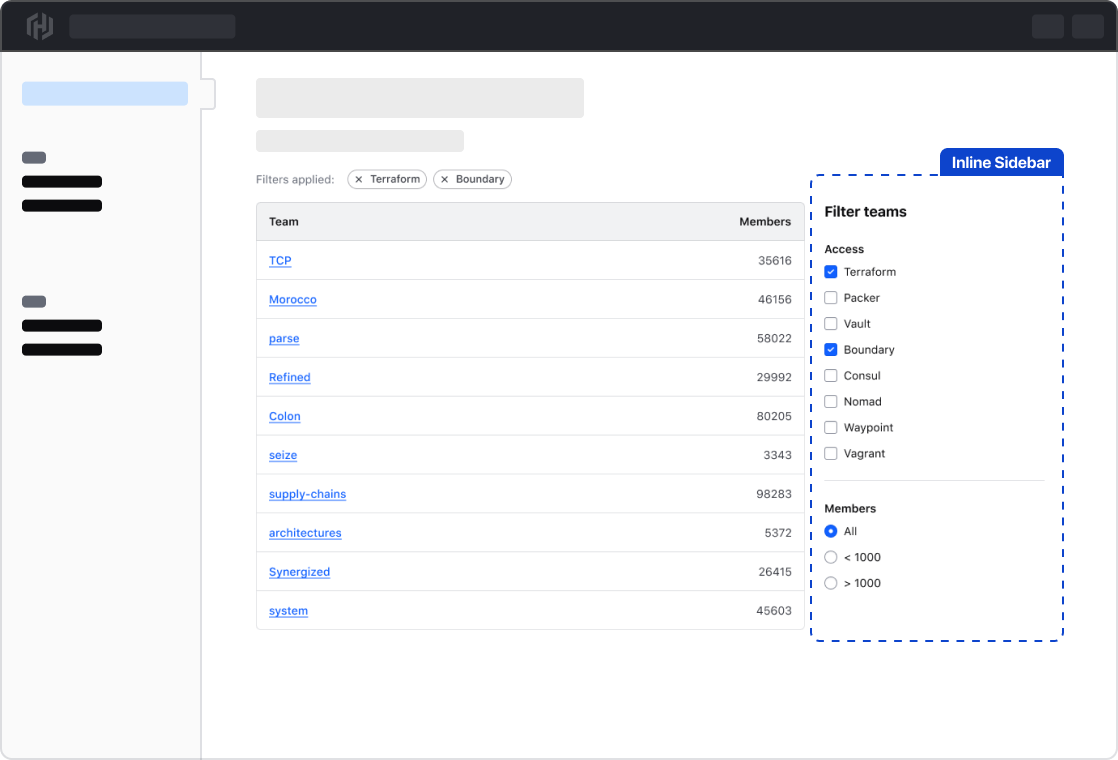 Inline Sidebar
Filters applied: × Terraform × Boundary
Team Members
TCP 35616
Morocco 46156
parse 58022
Refined 29992
Colon 80205
seize 3343
supply-chains 98283
architectures 5372
Synergized 26415
system 45603
Filter teams
Access
Terraform
Packer
Vault
Boundary
Consul
Nomad
Waypoint
Vagrant
Members
All
< 1000
> 1000